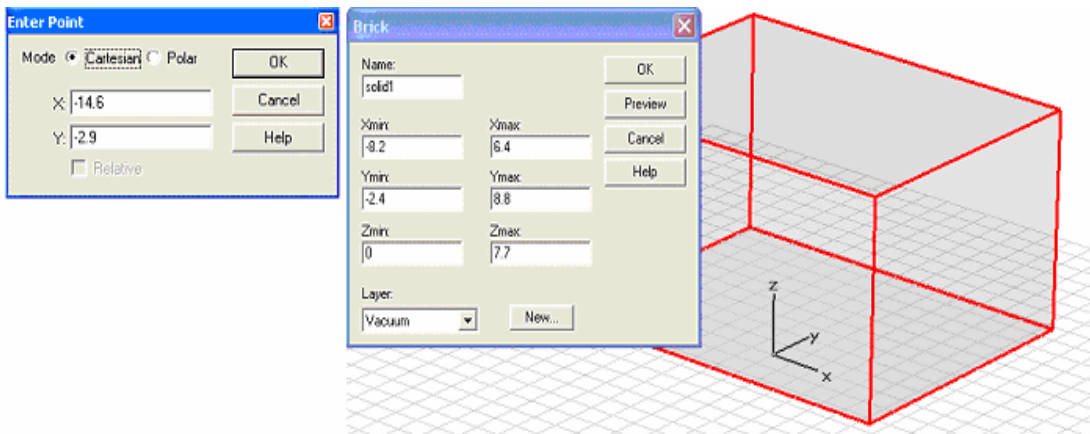 Enter Point
Mode Cartesian Polar
OK
X: -14.6
Cancel
Y: -2.9
Help
Relative
Brick
Name:
solid1
OK
Preview
Cancel
Help
Xmin: Xmax:
-8.2 6.4
Ymin: Ymax:
-2.4 8.8
Zmin: Zmax:
0 7.7
Layer:
Vacuum
New...
z
y
x